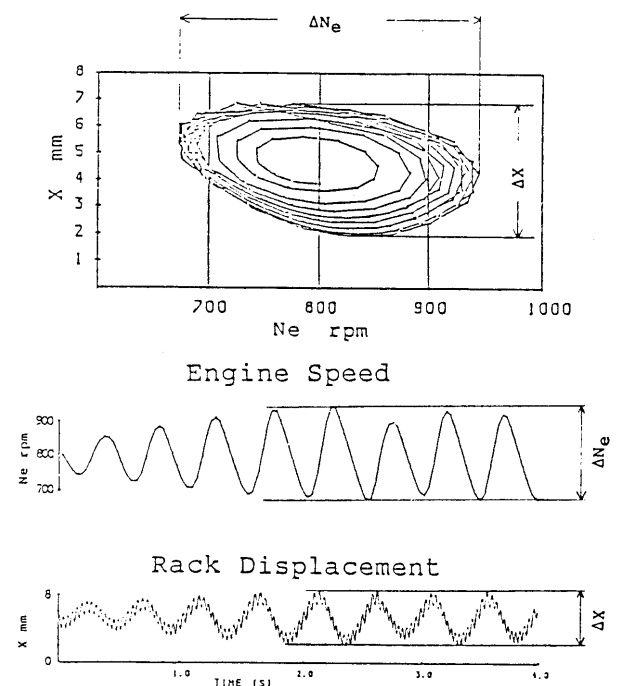 ΔNe
8
7
6
5
4
3
2
1
X mm
ΔX
700 800 900 1000
Ne rpm
Engine Speed
900
800
700
Ne rpm
ΔNe
Rack Displacement
8
0
X mm
ΔX
1.0 2.0 3.0 4.0
TIME (S)